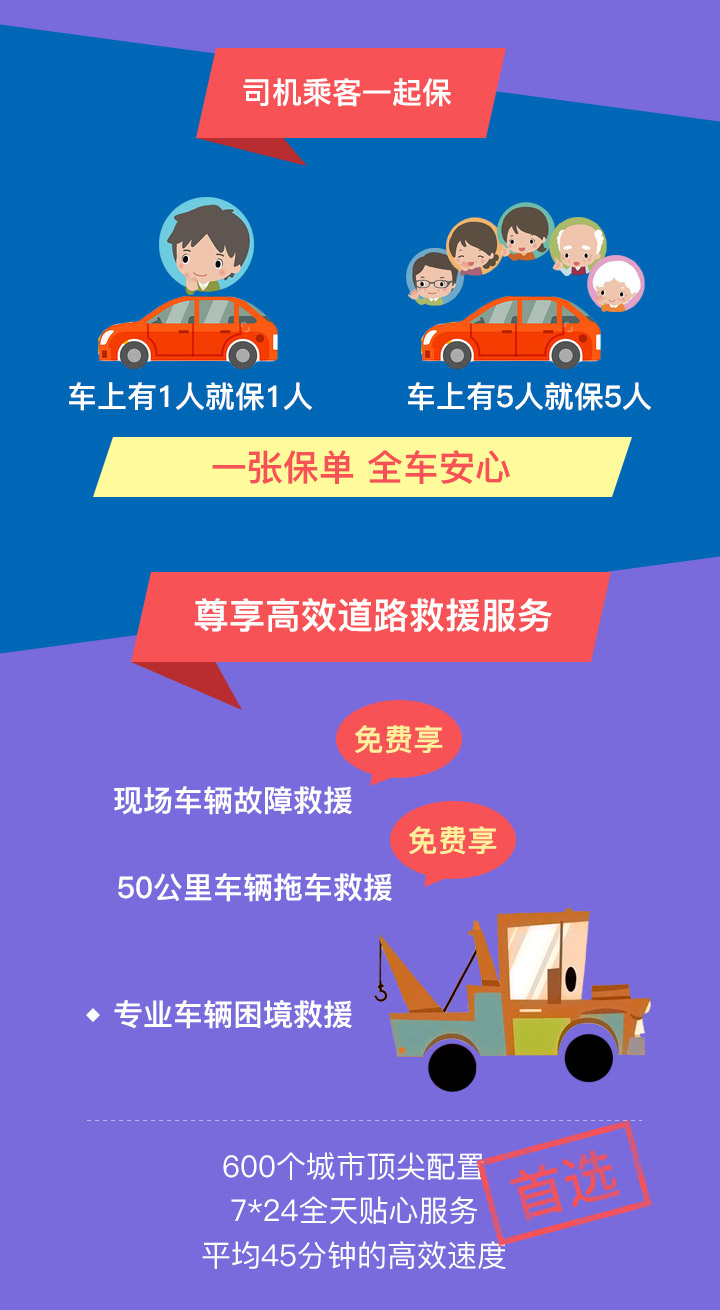 司机乘客一起保
车上有1人就保1人
车上有5人就保5人
一张保单 全车安心
尊享高效道路救援服务
免费享
现场车辆故障救援
免费享
50公里车辆拖车救援
专业车辆困境救援
600个城市顶尖配置
7*24全天贴心服务
平均45分钟的高效速度
首选